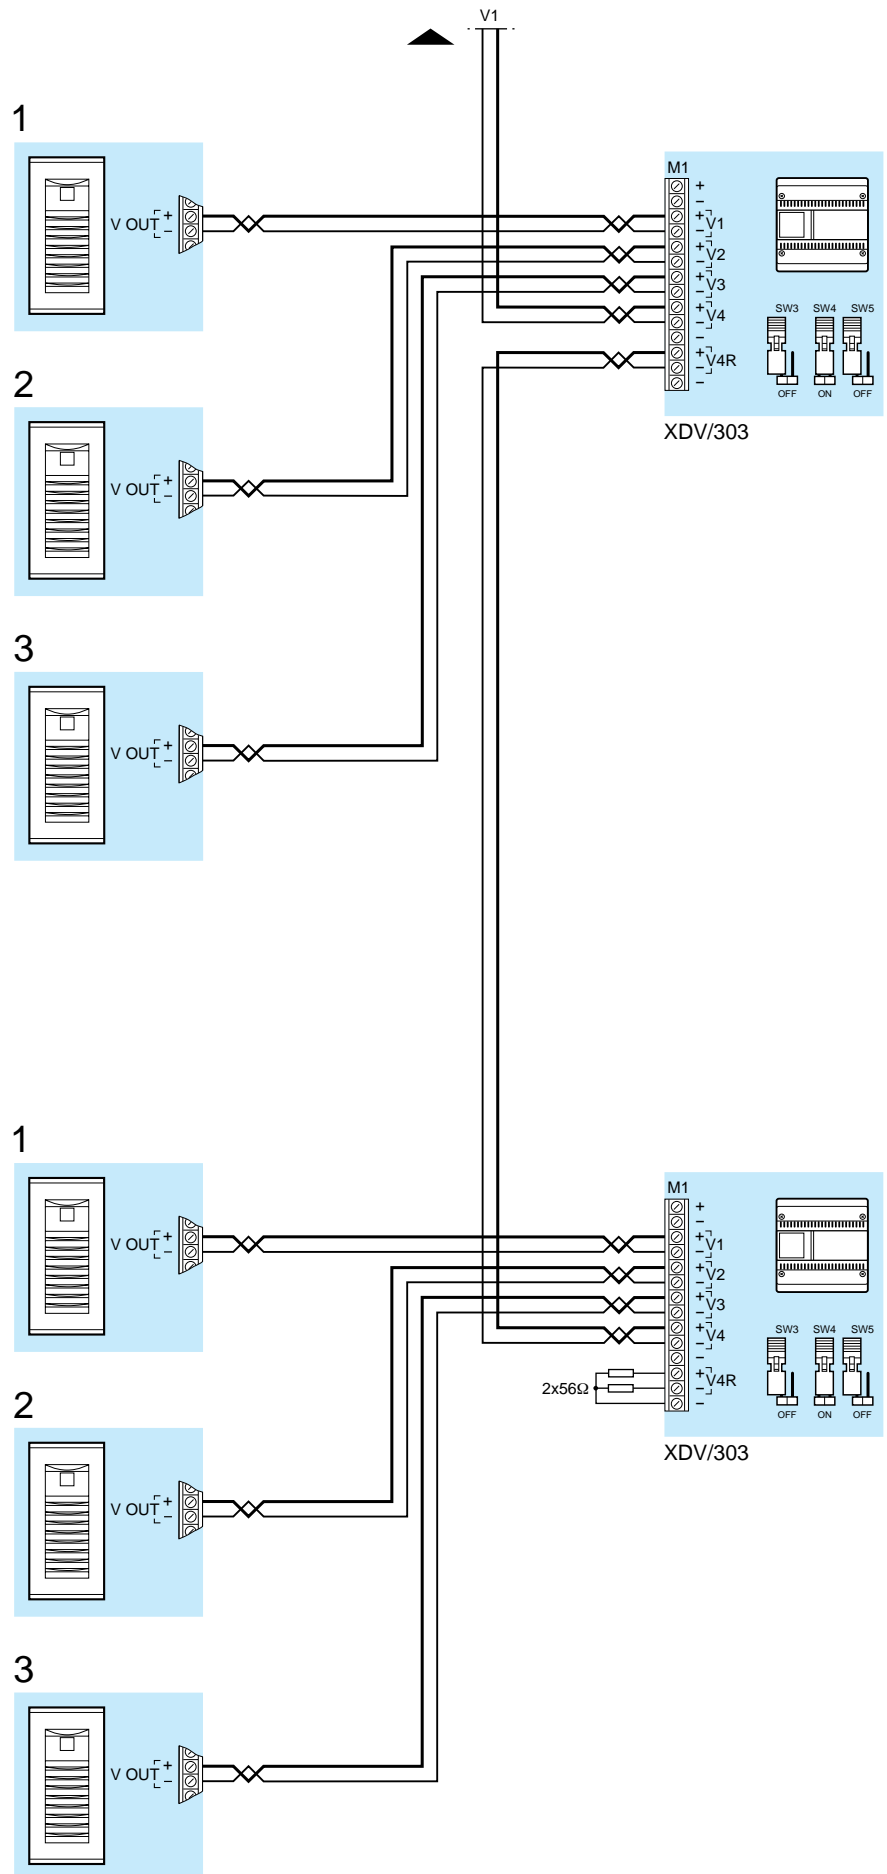 V1
1
V OUT + −
M1
+
−
+ V1
−
+ V2
−
+ V3
−
+ V4
−
−
+ V4R
−
−
SW3 SW4 SW5
OFF ON OFF
XDV/303
2
V OUT + −
3
V OUT + −
1
V OUT + −
M1
+
−
+ V1
−
+ V2
−
+ V3
−
+ V4
−
−
+ V4R
−
−
2x56Ω
SW3 SW4 SW5
OFF ON OFF
XDV/303
2
V OUT + −
3
V OUT + −